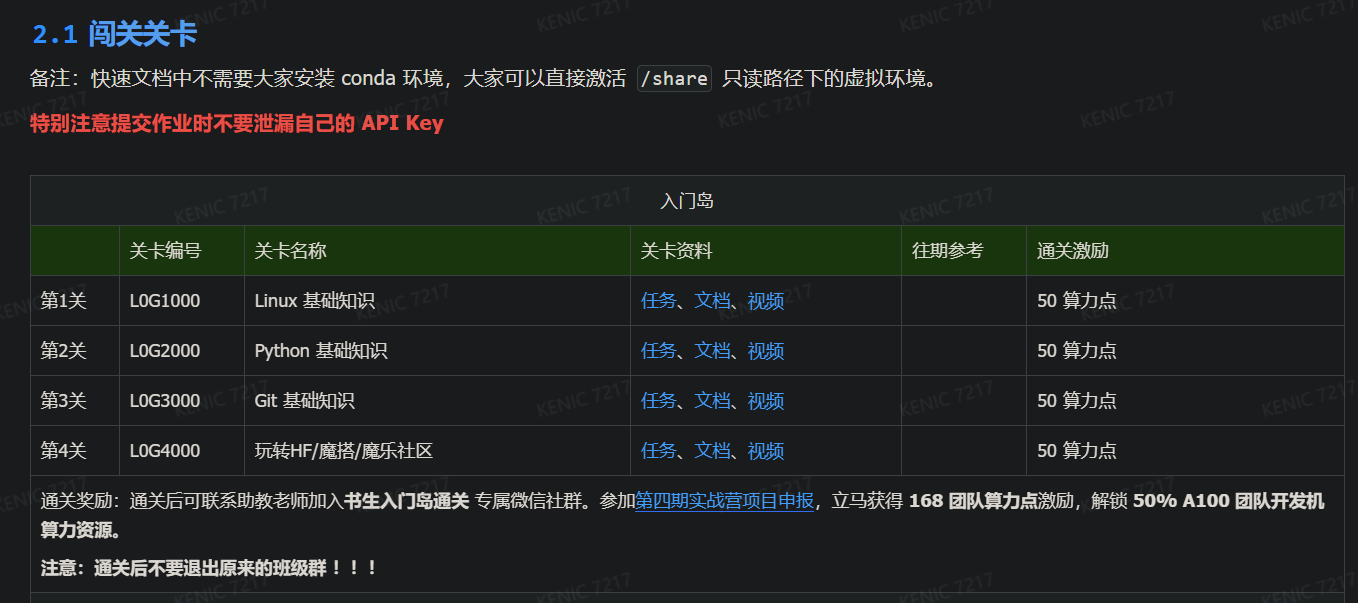 2.1 闯关关卡
备注：快速文档中不需要大家安装 conda 环境，大家可以直接激活 /share 只读路径下的虚拟环境。
特别注意提交作业时不要泄漏自己的 API Key
入门岛
关卡编号 关卡名称 关卡资料 往期参考 通关激励
第1关 L0G1000 Linux 基础知识 任务、文档、视频 50 算力点
第2关 L0G2000 Python 基础知识 任务、文档、视频 50 算力点
第3关 L0G3000 Git 基础知识 任务、文档、视频 50 算力点
第4关 L0G4000 玩转HF/魔搭/魔乐社区 任务、文档、视频 50 算力点
通关奖励：通关后可联系助教老师加入书生入门岛通关 专属微信社群。参加第四期实战营项目申报，立马获得 168 团队算力点激励，解锁 50% A100 团队开发机
算力资源。
注意：通关后不要退出原来的班级群！！！
KENIC 7217